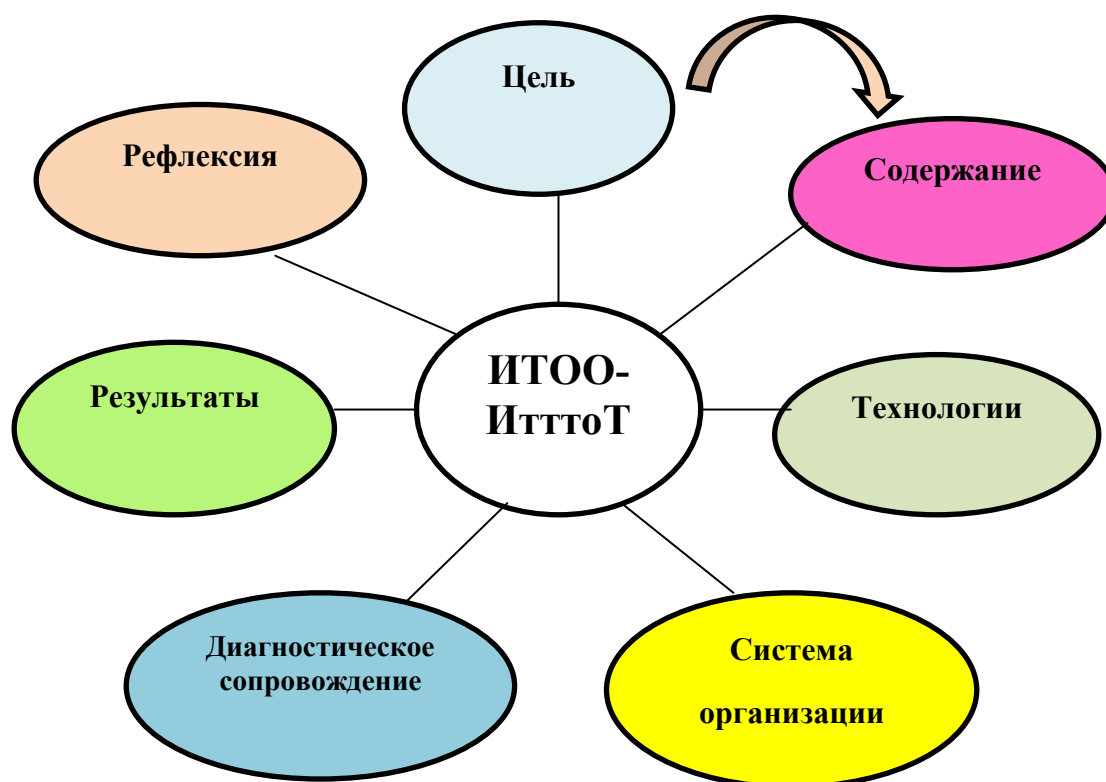 Цель
Содержание
Рефлексия
ИТОО-
ИтттоТ
Результаты
Технологии
Диагностическое
сопровождение
Система
организации